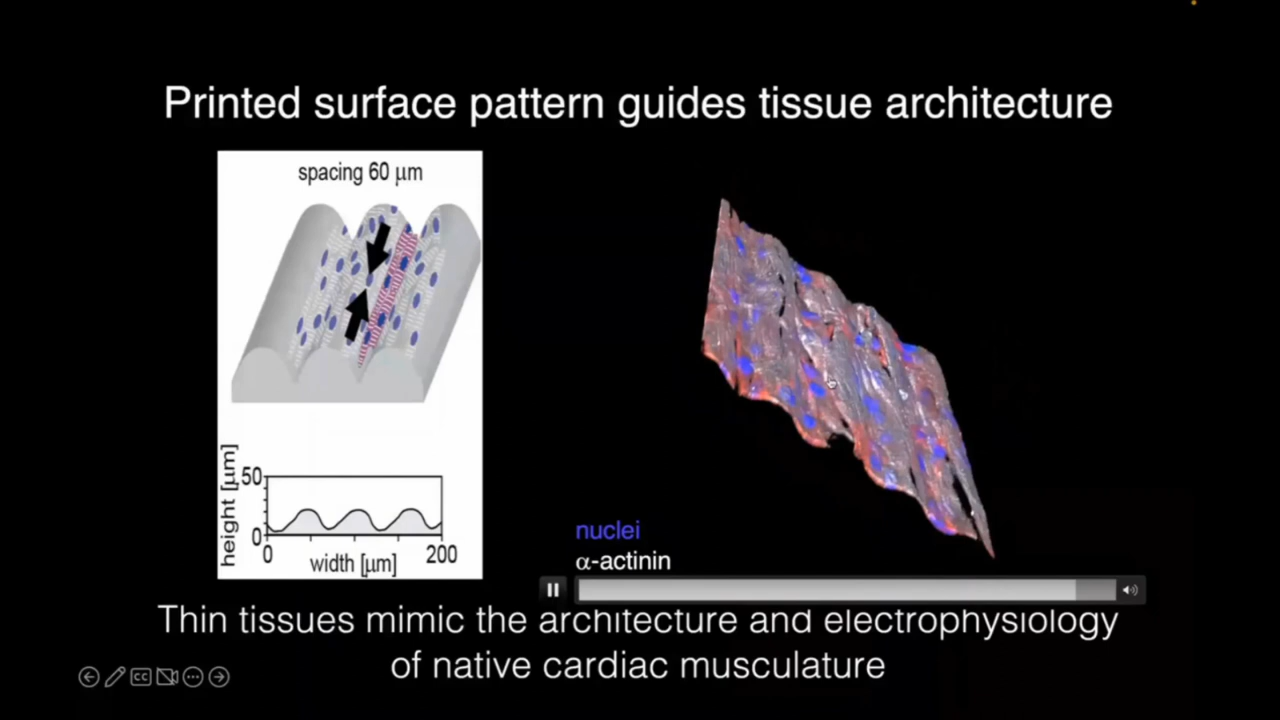 Printed surface pattern guides tissue architecture
spacing 60 μm
height [μm]
50
0
0
200
width [μm]
nuclei
α-actinin
Thin tissues mimic the architecture and electrophysiology
of native cardiac musculature
CC